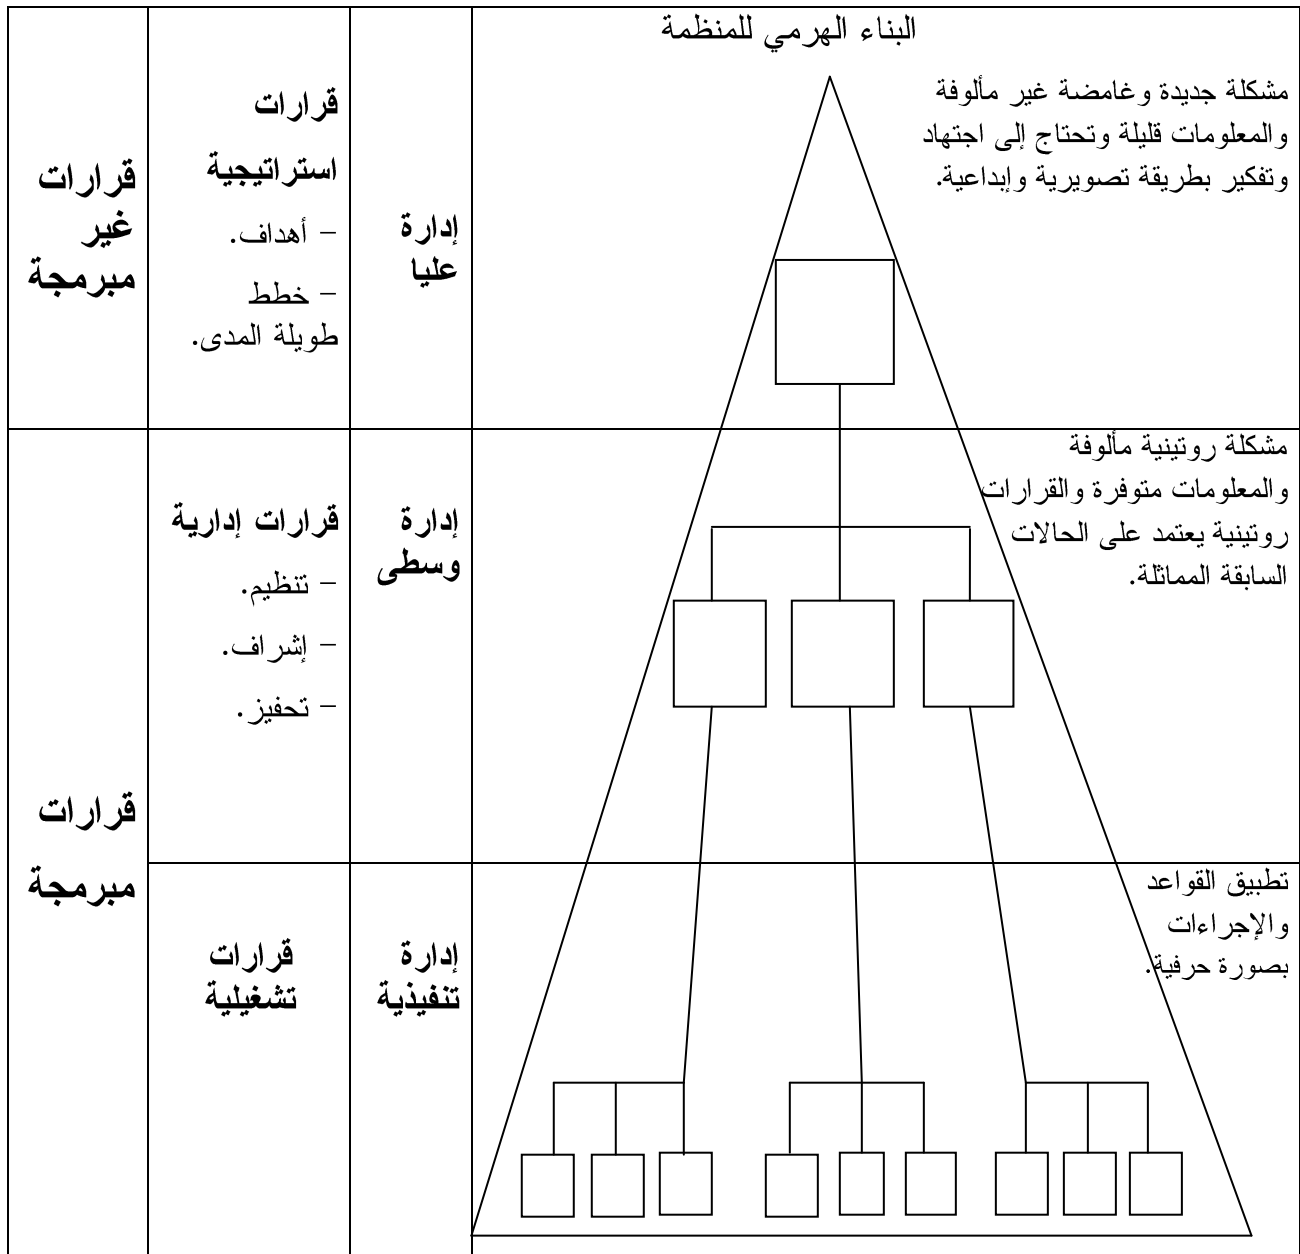 البناء الهرمي للمنظمة
مشكلة جديدة وغامضة غير مألوفة
والمعلومات قليلة وتحتاج إلى اجتهاد
وتفكير بطريقة تصويرية وإبداعية.
إدارة
عليا
قرارات
استراتيجية
– أهداف.
– خطط
طويلة المدى.
قرارات
غير
مبرمجة
مشكلة روتينية مألوفة
والمعلومات متوفرة والقرارات
روتينية يعتمد على الحالات
السابقة المماثلة.
إدارة
وسطى
قرارات إدارية
– تنظيم.
– إشراف.
– تحفيز.
قرارات
مبرمجة
تطبيق القواعد
والإجراءات
بصورة حرفية.
إدارة
تنفيذية
قرارات
تشغيلية